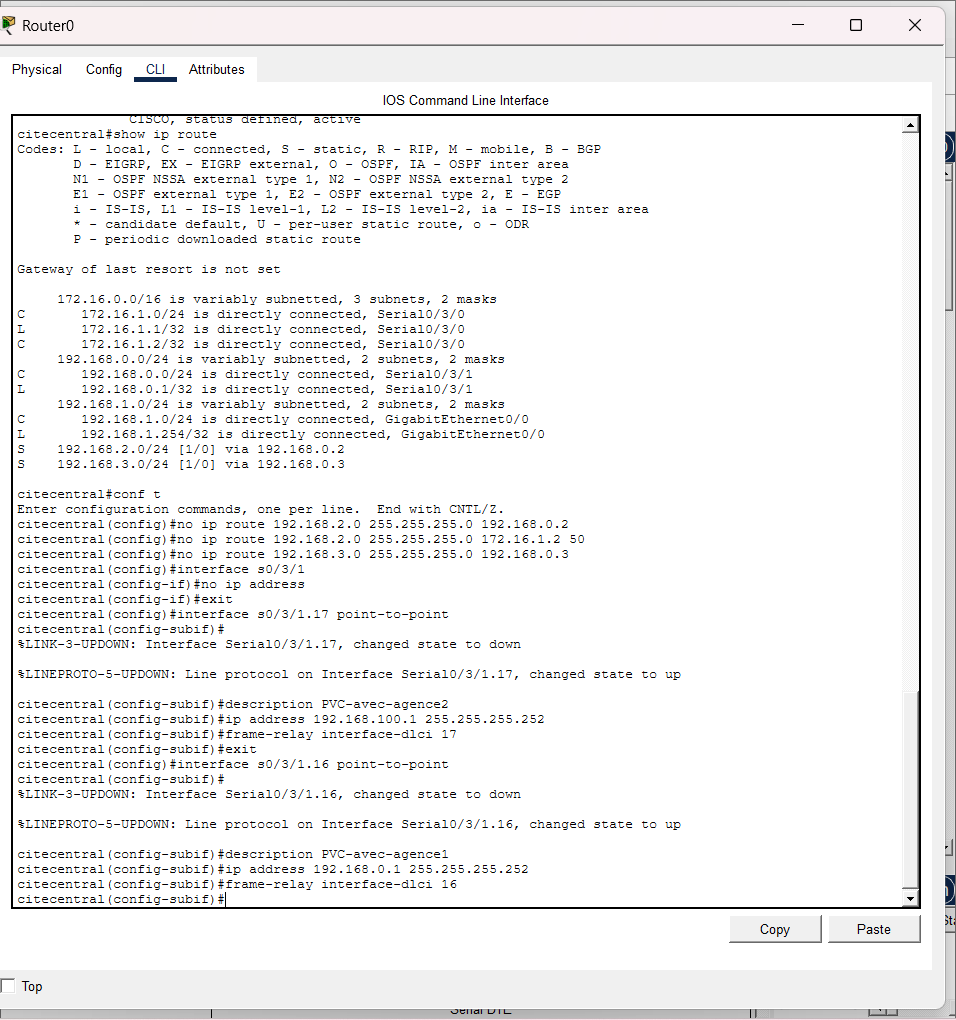 Router0
Physical Config CLI Attributes
IOS Command Line Interface
CISCO, status defined, active
citecentral#show ip route
Codes: L - local, C - connected, S - static, R - RIP, M - mobile, B - BGP
D - EIGRP, EX - EIGRP external, O - OSPF, IA - OSPF inter area
N1 - OSPF NSSA external type 1, N2 - OSPF NSSA external type 2
E1 - OSPF external type 1, E2 - OSPF external type 2, E - EGP
i - IS-IS, L1 - IS-IS level-1, L2 - IS-IS level-2, ia - IS-IS inter area
* - candidate default, U - per-user static route, o - ODR
P - periodic downloaded static route
Gateway of last resort is not set
172.16.0.0/16 is variably subnetted, 3 subnets, 2 masks
C 172.16.1.0/24 is directly connected, Serial0/3/0
L 172.16.1.1/32 is directly connected, Serial0/3/0
C 172.16.1.2/32 is directly connected, Serial0/3/0
192.168.0.0/24 is variably subnetted, 2 subnets, 2 masks
C 192.168.0.0/24 is directly connected, Serial0/3/1
L 192.168.0.1/32 is directly connected, Serial0/3/1
192.168.1.0/24 is variably subnetted, 2 subnets, 2 masks
C 192.168.1.0/24 is directly connected, GigabitEthernet0/0
L 192.168.1.254/32 is directly connected, GigabitEthernet0/0
S 192.168.2.0/24 [1/0] via 192.168.0.2
S 192.168.3.0/24 [1/0] via 192.168.0.3
citecentral#conf t
Enter configuration commands, one per line. End with CNTL/Z.
citecentral(config)#no ip route 192.168.2.0 255.255.255.0 192.168.0.2
citecentral(config)#no ip route 192.168.2.0 255.255.255.0 172.16.1.2 50
citecentral(config)#no ip route 192.168.3.0 255.255.255.0 192.168.0.3
citecentral(config)#interface s0/3/1
citecentral(config-if)#no ip address
citecentral(config-if)#exit
citecentral(config)#interface s0/3/1.17 point-to-point
citecentral(config-subif)#
%LINK-3-UPDOWN: Interface Serial0/3/1.17, changed state to down
%LINEPROTO-5-UPDOWN: Line protocol on Interface Serial0/3/1.17, changed state to up
citecentral(config-subif)#description PVC-avec-agence2
citecentral(config-subif)#ip address 192.168.100.1 255.255.255.252
citecentral(config-subif)#frame-relay interface-dlci 17
citecentral(config-subif)#exit
citecentral(config)#interface s0/3/1.16 point-to-point
citecentral(config-subif)#
%LINK-3-UPDOWN: Interface Serial0/3/1.16, changed state to down
%LINEPROTO-5-UPDOWN: Line protocol on Interface Serial0/3/1.16, changed state to up
citecentral(config-subif)#description PVC-avec-agence1
citecentral(config-subif)#ip address 192.168.0.1 255.255.255.252
citecentral(config-subif)#frame-relay interface-dlci 16
citecentral(config-subif)#
Copy Paste
Top
Serial DTE